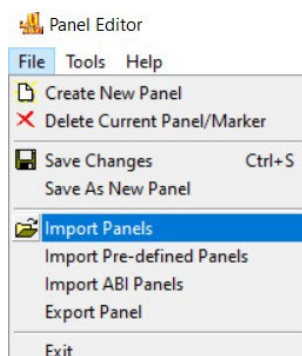 Panel Editor
File Tools Help
Create New Panel
Delete Current Panel/Marker
Save Changes Ctrl+S
Save As New Panel
Import Panels
Import Pre-defined Panels
Import ABI Panels
Export Panel
Exit